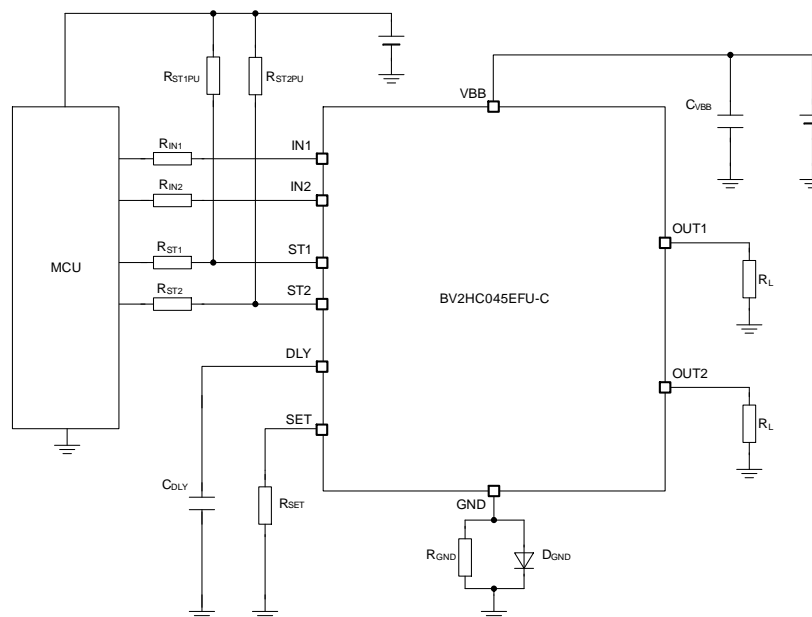 RST1PU
RST2PU
VBB
CVBB
RIN1
IN1
RIN2
IN2
OUT1
RST1
ST1
MCU
RL
RST2
ST2
BV2HC045EFU-C
DLY
OUT2
SET
RL
CDLY
RSET
GND
RGND
DGND